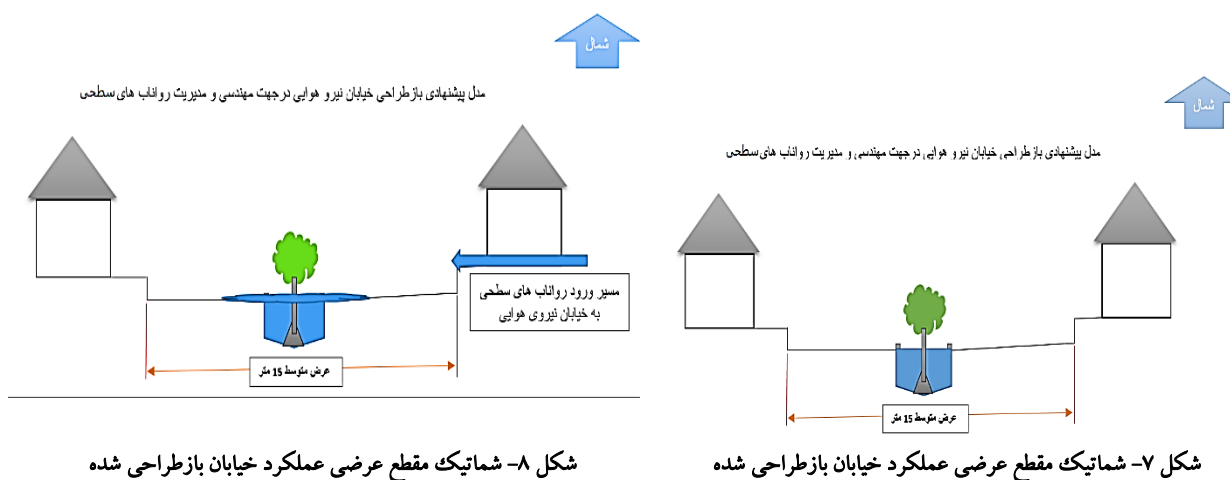 شمال
مدل پیشنهادی بازطراحی خیابان نیرو هوایی درجهت مهندسی و مدیریت رواناب های سطحی
عرض متوسط 15 متر
شکل ۷- شماتیک مقطع عرضی عملکرد خیابان بازطراحی شده
شمال
مدل پیشنهادی بازطراحی خیابان نیرو هوایی درجهت مهندسی و مدیریت رواناب های سطحی
مسیر ورود رواناب های سطحی
به خیابان نیروی هوایی
عرض متوسط 15 متر
شکل ۸- شماتیک مقطع عرضی عملکرد خیابان بازطراحی شده